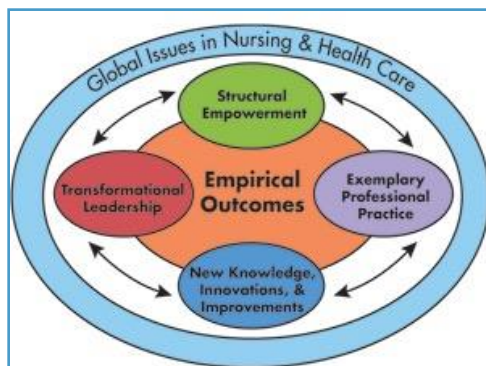 Global Issues in Nursing & Health Care
Structural
Empowerment
Transformational
Leadership
Empirical
Outcomes
Exemplary
Professional
Practice
New Knowledge,
Innovations, &
Improvements